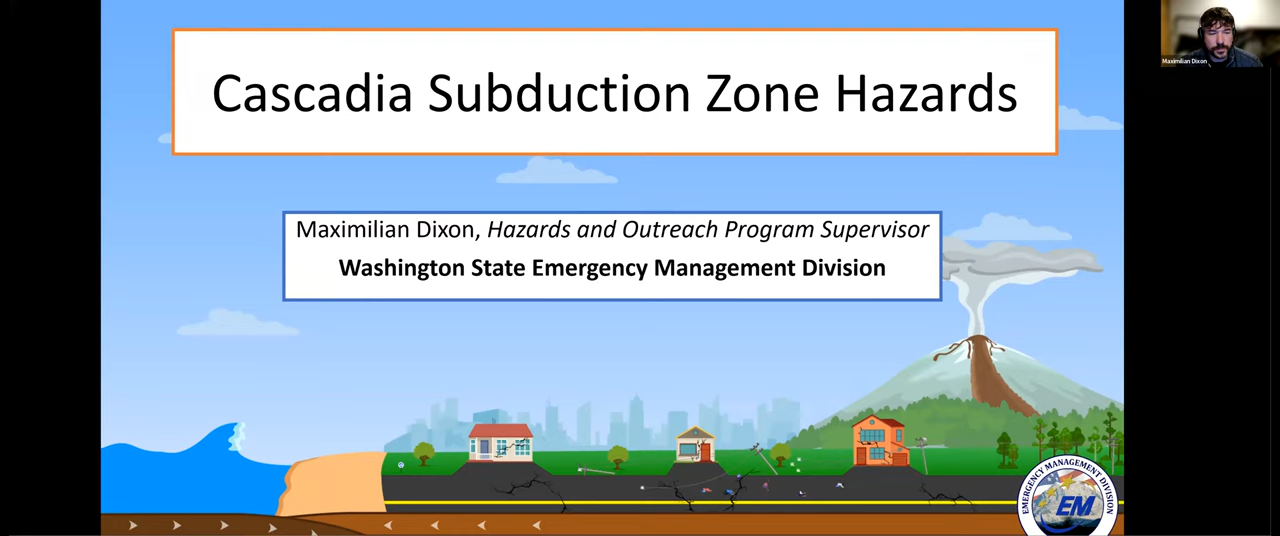 Cascadia Subduction Zone Hazards
Maximilian Dixon
Maximilian Dixon, Hazards and Outreach Program Supervisor
Washington State Emergency Management Division
EMERGENCY MANAGEMENT DIVISION
EM